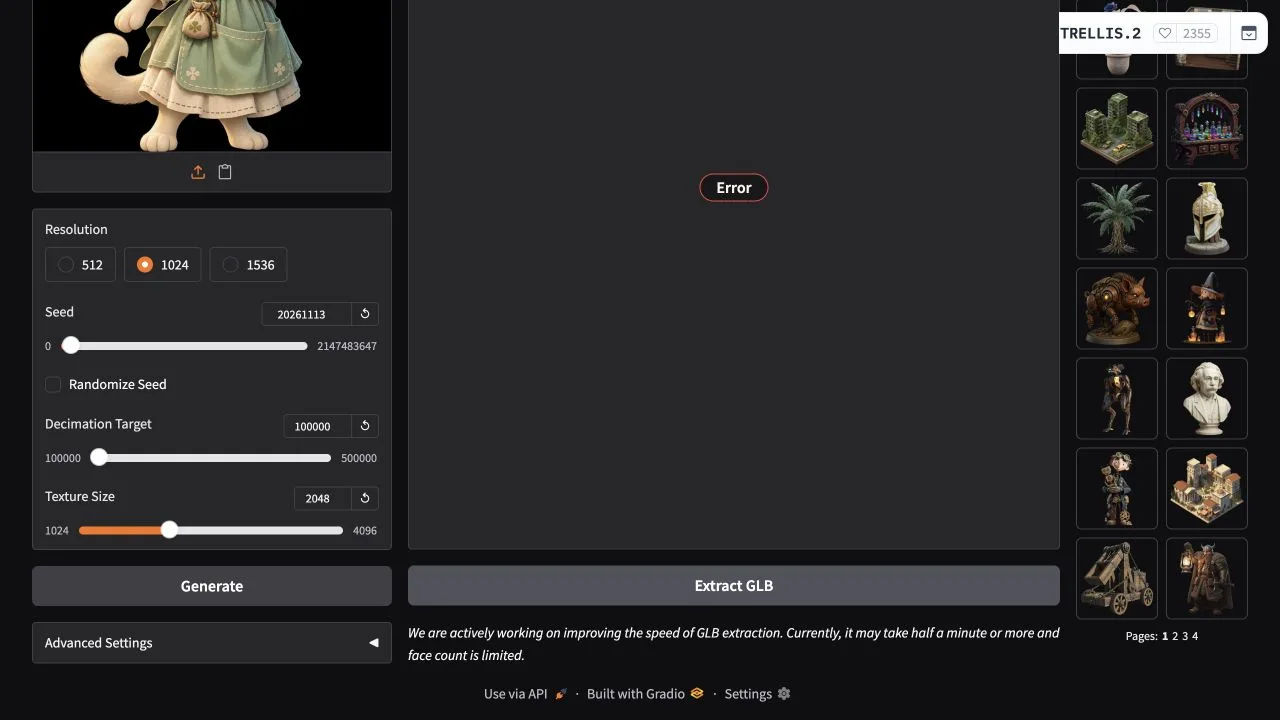 TRELLIS.2 2355
Error
Resolution
512 1024 1536
Seed 20261113
0 2147483647
Randomize Seed
Decimation Target 100000
100000 500000
Texture Size 2048
1024 4096
Generate
Extract GLB
Advanced Settings
We are actively working on improving the speed of GLB extraction. Currently, it may take half a minute or more and
face count is limited.
Pages: 1 2 3 4
Use via API · Built with Gradio · Settings